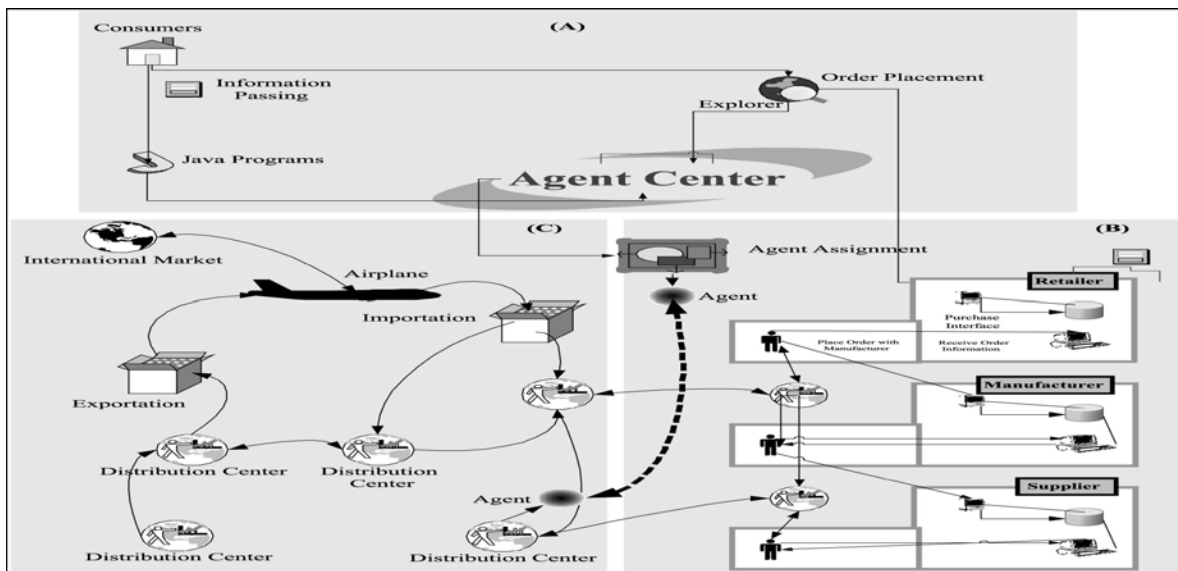 (A)
Consumers
Information
Passing
Order Placement
Explorer
Java Programs
Agent Center
(C)
International Market
Airplane
Importation
Exportation
Distribution Center
Distribution
Center
Agent
Distribution Center
Distribution Center
(B)
Agent Assignment
Agent
Retailer
Purchase
Interface
Place Order with
Manufacturer
Receive Order
Information
Manufacturer
Supplier